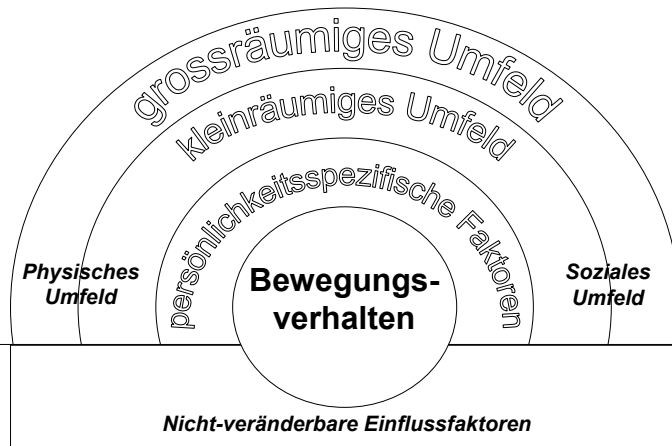 grossräumiges Umfeld
kleinräumiges Umfeld
persönlichkeitsspezifische Faktoren
Physisches
Umfeld
Bewegungs-
verhalten
Soziales
Umfeld
Nicht-veränderbare Einflussfaktoren